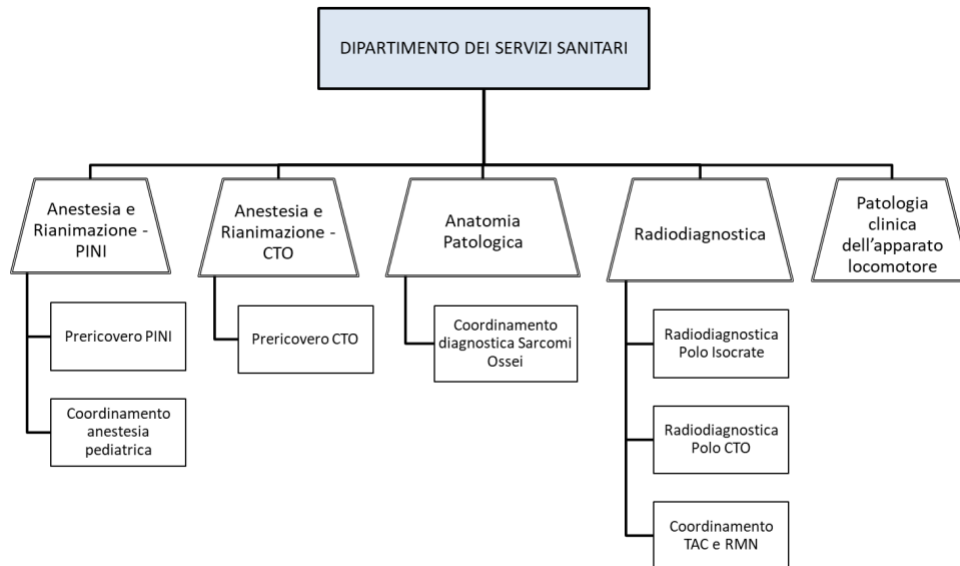 DIPARTIMENTO DEI SERVIZI SANITARI
Anestesia e
Rianimazione -
PINI
Anestesia e
Rianimazione -
CTO
Anatomia
Patologica
Radiodiagnostica
Patologia
clinica
dell'apparato
locomotore
Prericovero PINI
Prericovero CTO
Coordinamento
diagnostica Sarcomi
Ossei
Radiodiagnostica
Polo Isocrate
Coordinamento
anestesia
pediatrica
Radiodiagnostica
Polo CTO
Coordinamento
TAC e RMN